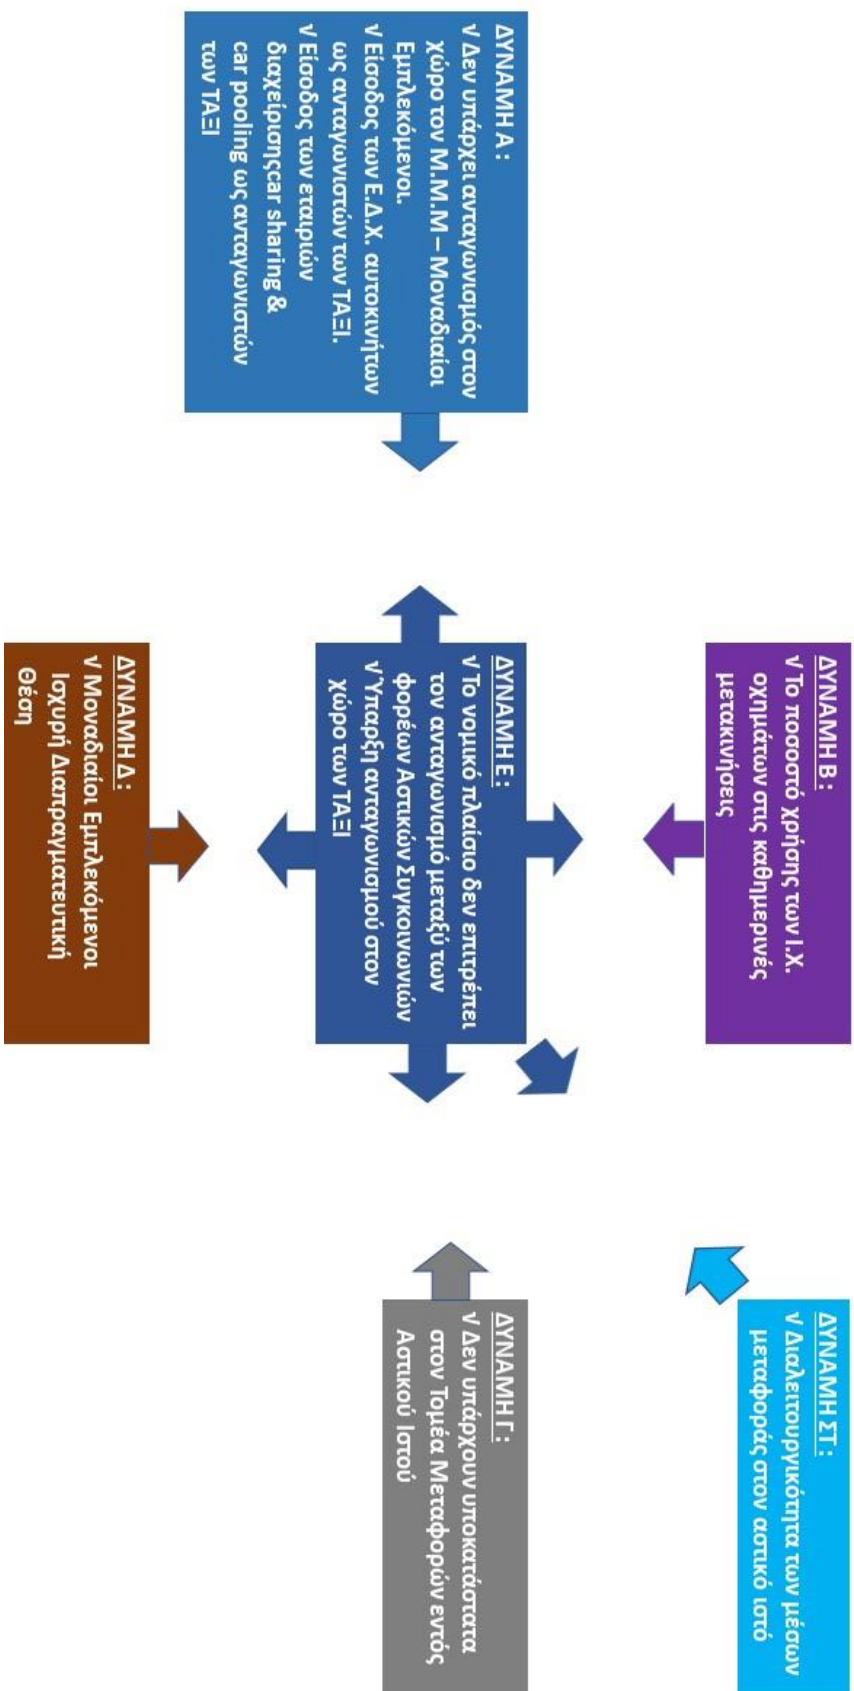 ΔΥΝΑΜΗ Α :
√ Δεν υπάρχει ανταγωνισμός στον
χώρο τον Μ.Μ.Μ – Μοναδιαίοι
Εμπλεκόμενοι.
√ Είσοδος των Ε.Δ.Χ. αυτοκινήτων
ως ανταγωνιστών των ΤΑΞΙ.
√ Είσοδος των εταιριών
διαχείρισηςcar sharing &
car pooling ως ανταγωνιστών
των ΤΑΞΙ
ΔΥΝΑΜΗ Β :
√ Το ποσοστό χρήσης των Ι.Χ.
οχημάτων στις καθημερινές
μετακινήσεις
ΔΥΝΑΜΗ Ε :
√ Το νομικό πλαίσιο δεν επιτρέπει
τον ανταγωνισμό μεταξύ των
φορέων Αστικών Συγκοινωνιών
√ Ύπαρξη ανταγωνισμού στον
χώρο των ΤΑΞΙ
ΔΥΝΑΜΗ Δ :
√ Μοναδιαίοι Εμπλεκόμενοι
Ισχυρή Διαπραγματευτική
Θέση
ΔΥΝΑΜΗ ΣΤ :
√ Διαλειτουργικότητα των μέσων
μεταφοράς στον αστικό ιστό
ΔΥΝΑΜΗ Γ :
√ Δεν υπάρχουν υποκατάστατα
στον Τομέα Μεταφορών εντός
Αστικού Ιστού